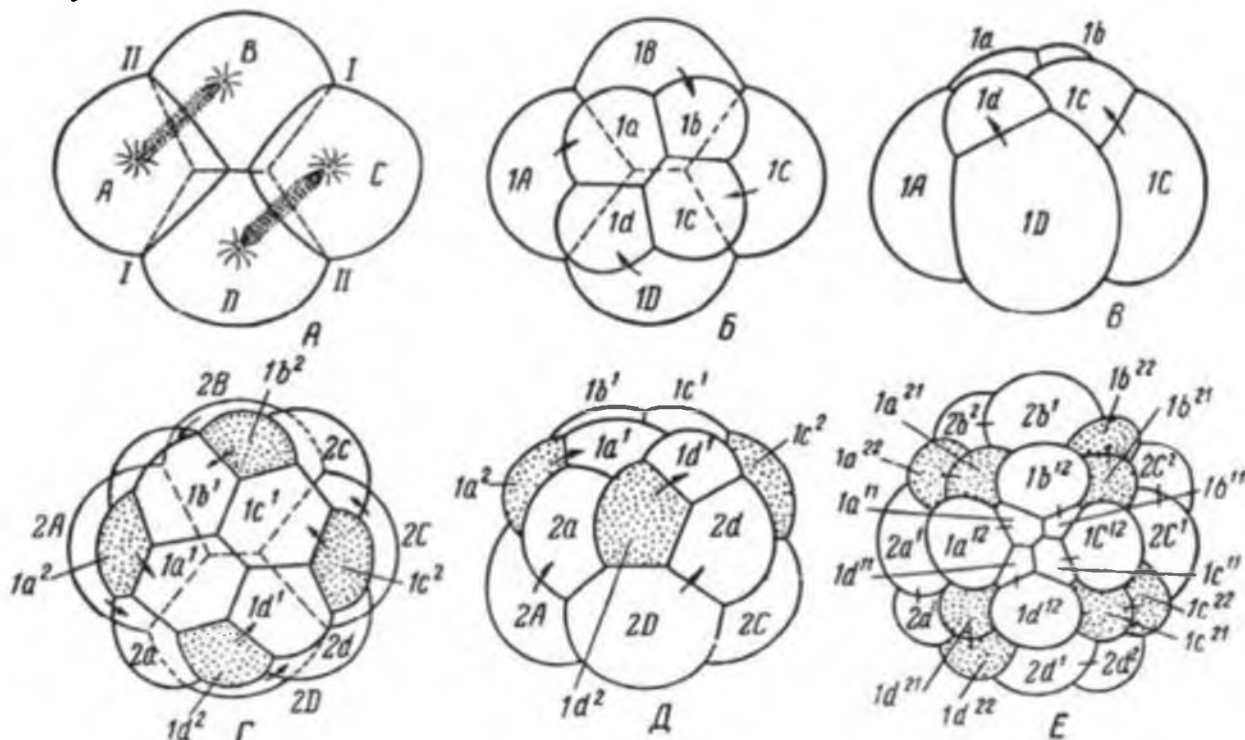 II B I
A C
I D II
А
1B
1a 1b
1A 1C
1d 1c
1D
Б
1a 1b
1d 1c
1A 1C
1D
В
1b²
2B
2c
1b¹
1c¹
2A 2C
1a² 1a¹ 1c²
1d¹
2a 2d
1d² 2D
Г
1b¹ 1c¹
1a¹ 1d¹ 1c²
1a²
2a 2d
2A 2D 2C
1d²
Д
1b²²
1a²¹ 2b² 2b¹ 1b²¹
1a²² 1b¹² 2c²
1a¹¹ 1b¹¹
2a¹ 1a¹² 1c¹² 2c¹
1d¹¹ 1c¹¹
2a 1d¹² 1c²²
1c²¹
2d¹ 2d²
1d²¹ 1d²²
Е